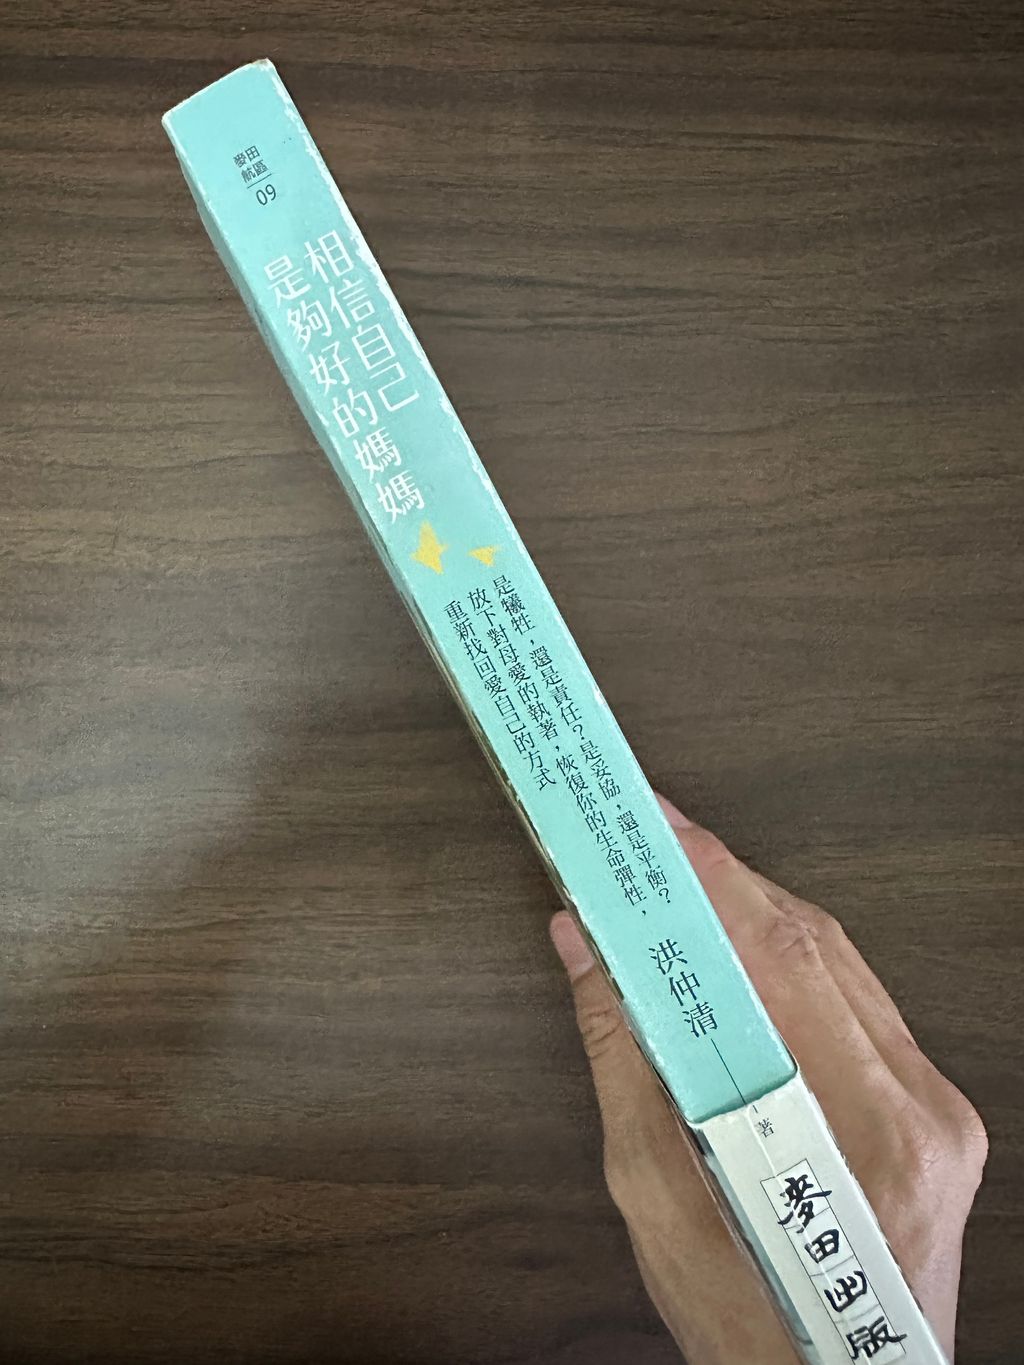 麥田
航區
09
相信自己
是夠好的媽媽
是犧牲,還是責任?是妥協,還是平衡?
放下對母愛的執著,恢復你的生命彈性,
重新找回愛自己的方式
洪仲清
著
麥田出版